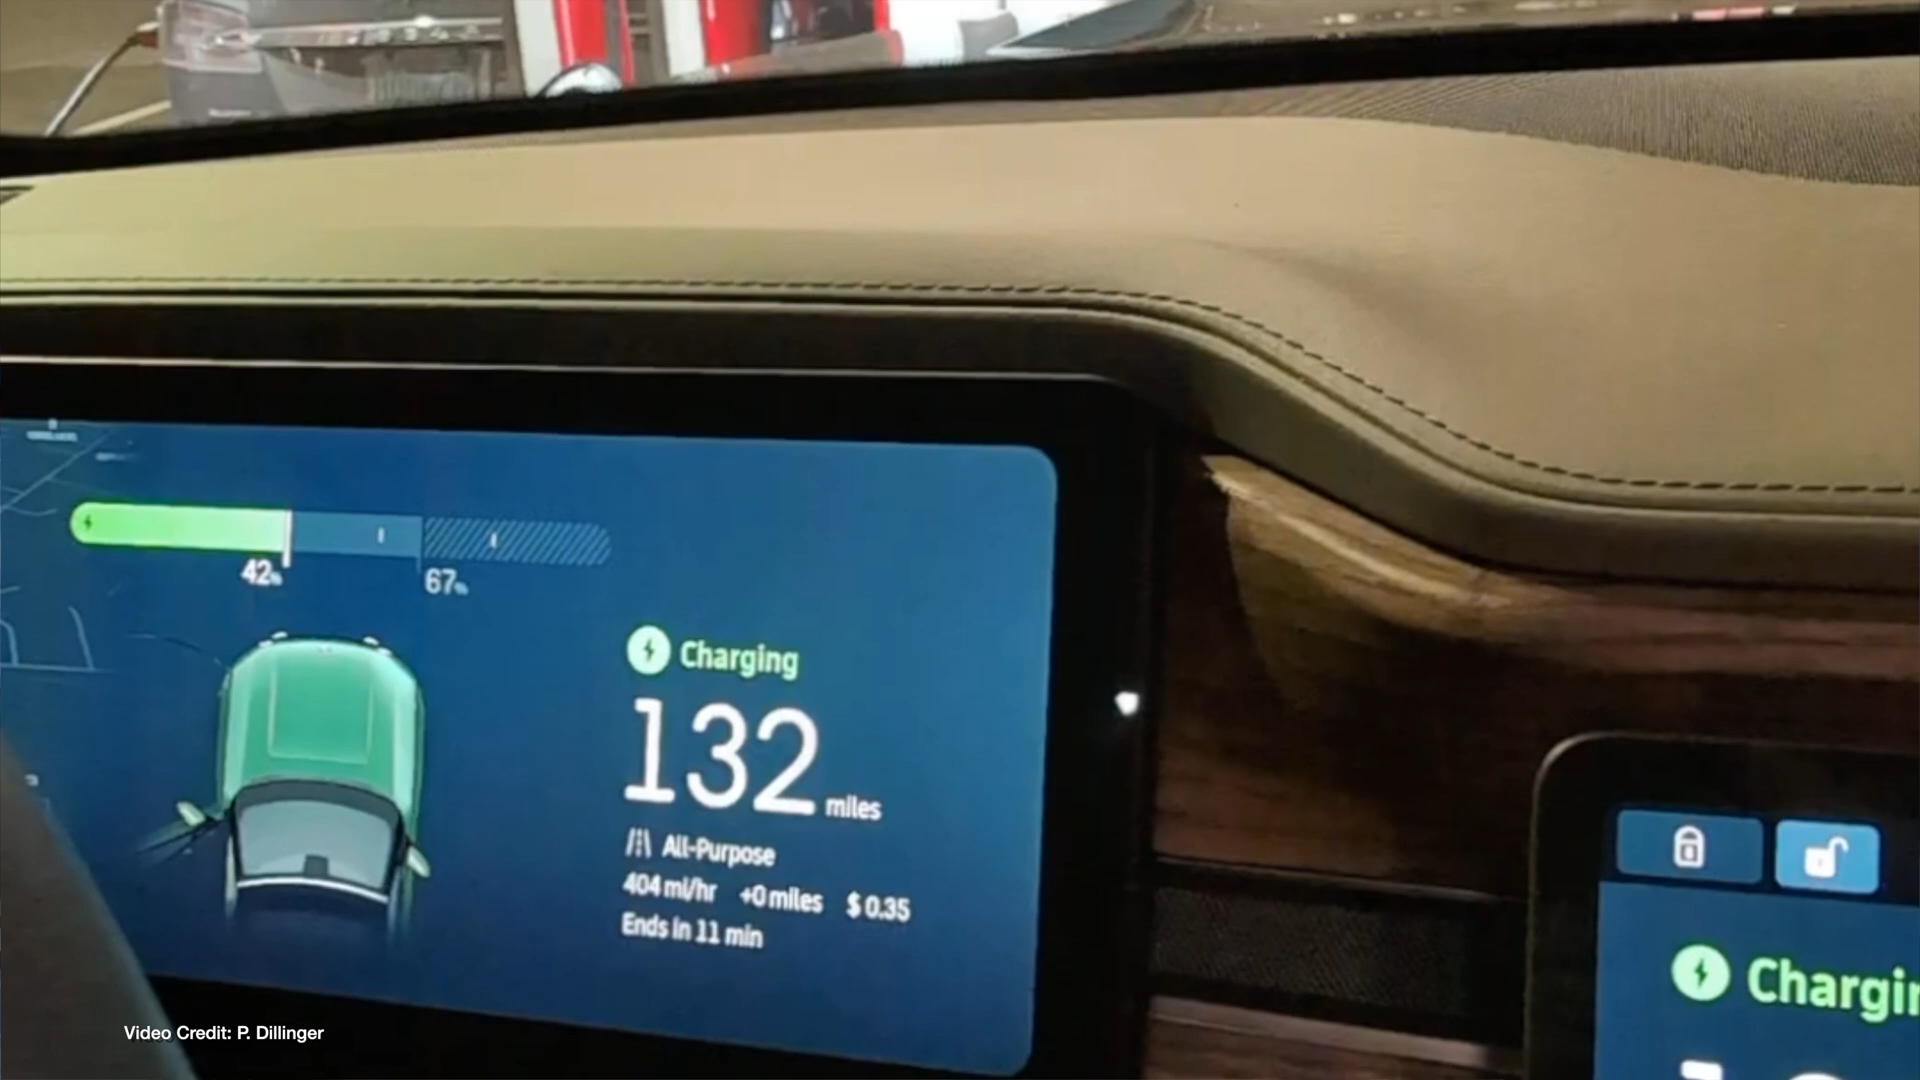 42%
67%
Charging
132 miles
All-Purpose
404 mi/hr +0 miles $ 0.35
Ends in 11 min
Chargin
Video Credit: P. Dillinger